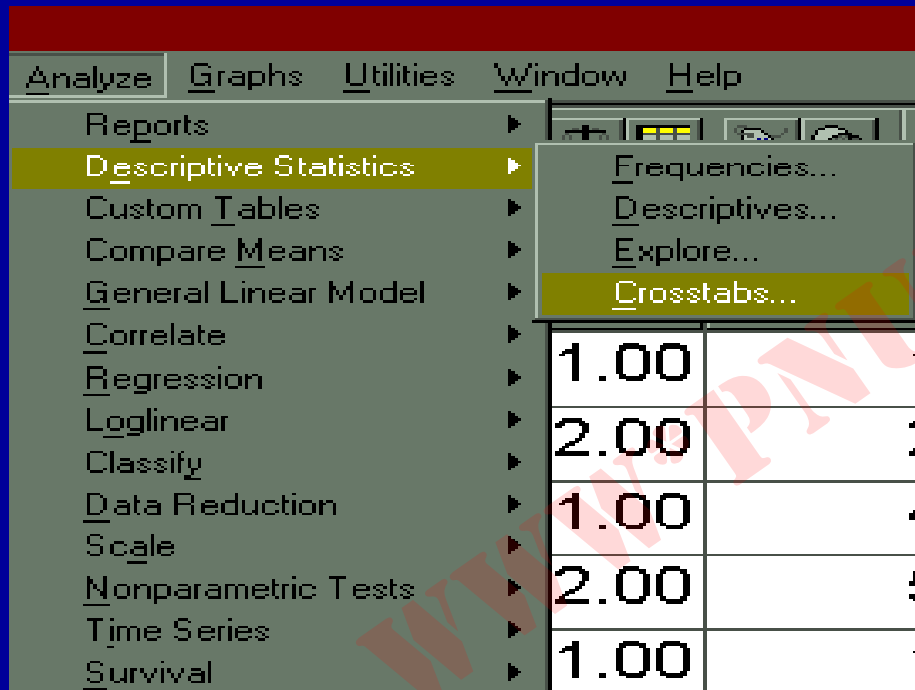 Analyze Graphs Utilities Window Help
Reports
Descriptive Statistics
Custom Tables
Compare Means
General Linear Model
Correlate
Regression
Loglinear
Classify
Data Reduction
Scale
Nonparametric Tests
Time Series
Survival
Frequencies...
Descriptives...
Explore...
Crosstabs...
1.00
2.00
1.00
2.00
1.00
WWW*PNU